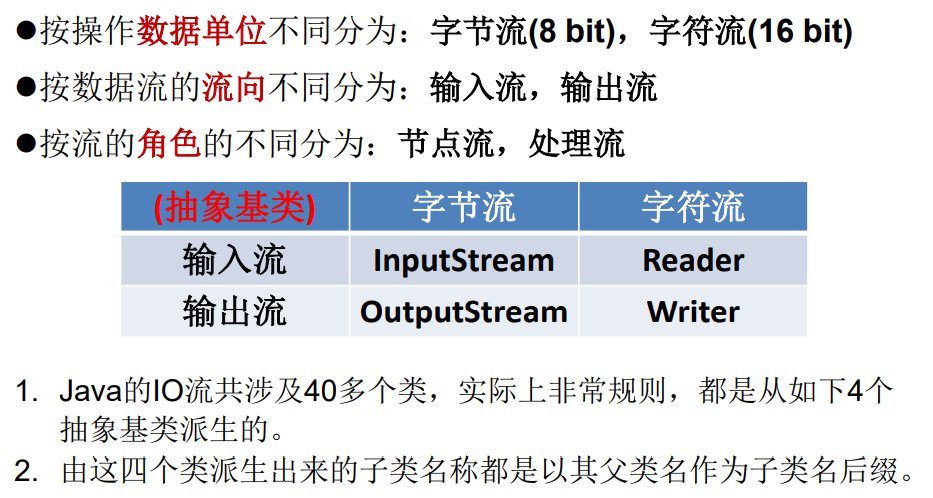 ●按操作数据单位不同分为：字节流(8 bit)，字符流(16 bit)
●按数据流的流向不同分为：输入流，输出流
●按流的角色的不同分为：节点流，处理流
(抽象基类) 字节流 字符流
输入流 InputStream Reader
输出流 OutputStream Writer
1. Java的IO流共涉及40多个类，实际上非常规则，都是从如下4个
抽象基类派生的。
2. 由这四个类派生出来的子类名称都是以其父类名作为子类名后缀。